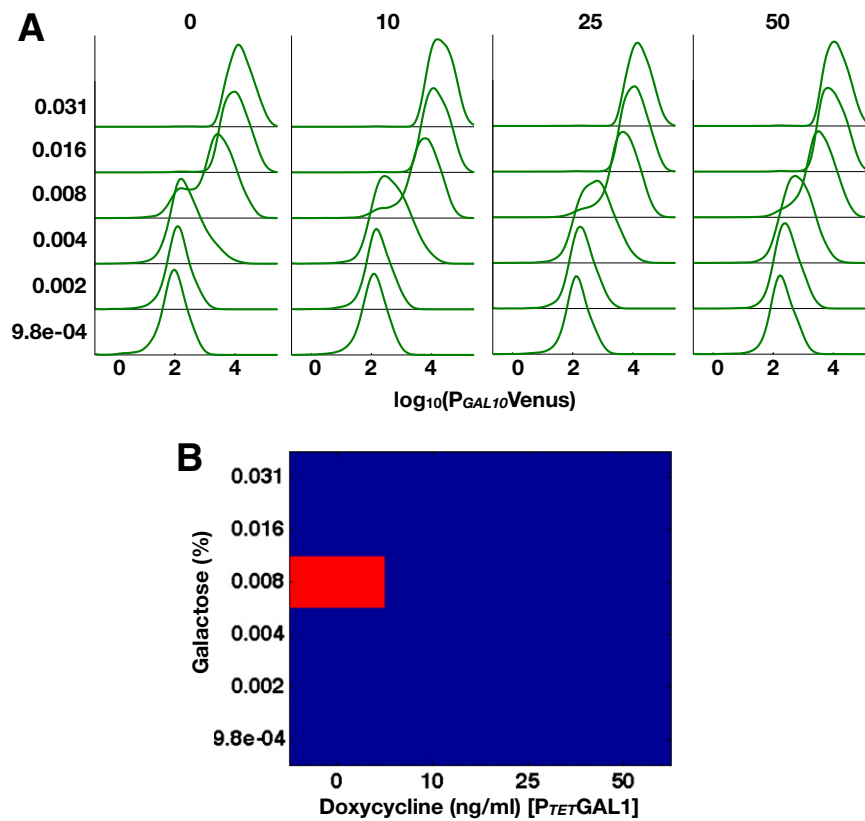 A
0 10 25 50
0.031
0.016
0.008
0.004
0.002
9.8e-04
0 2 4 0 2 4 0 2 4 0 2 4
log₁₀(P_GAL10Venus)
B
Galactose (%)
0.031
0.016
0.008
0.004
0.002
9.8e-04
0 10 25 50
Doxycycline (ng/ml) [P_TETGAL1]